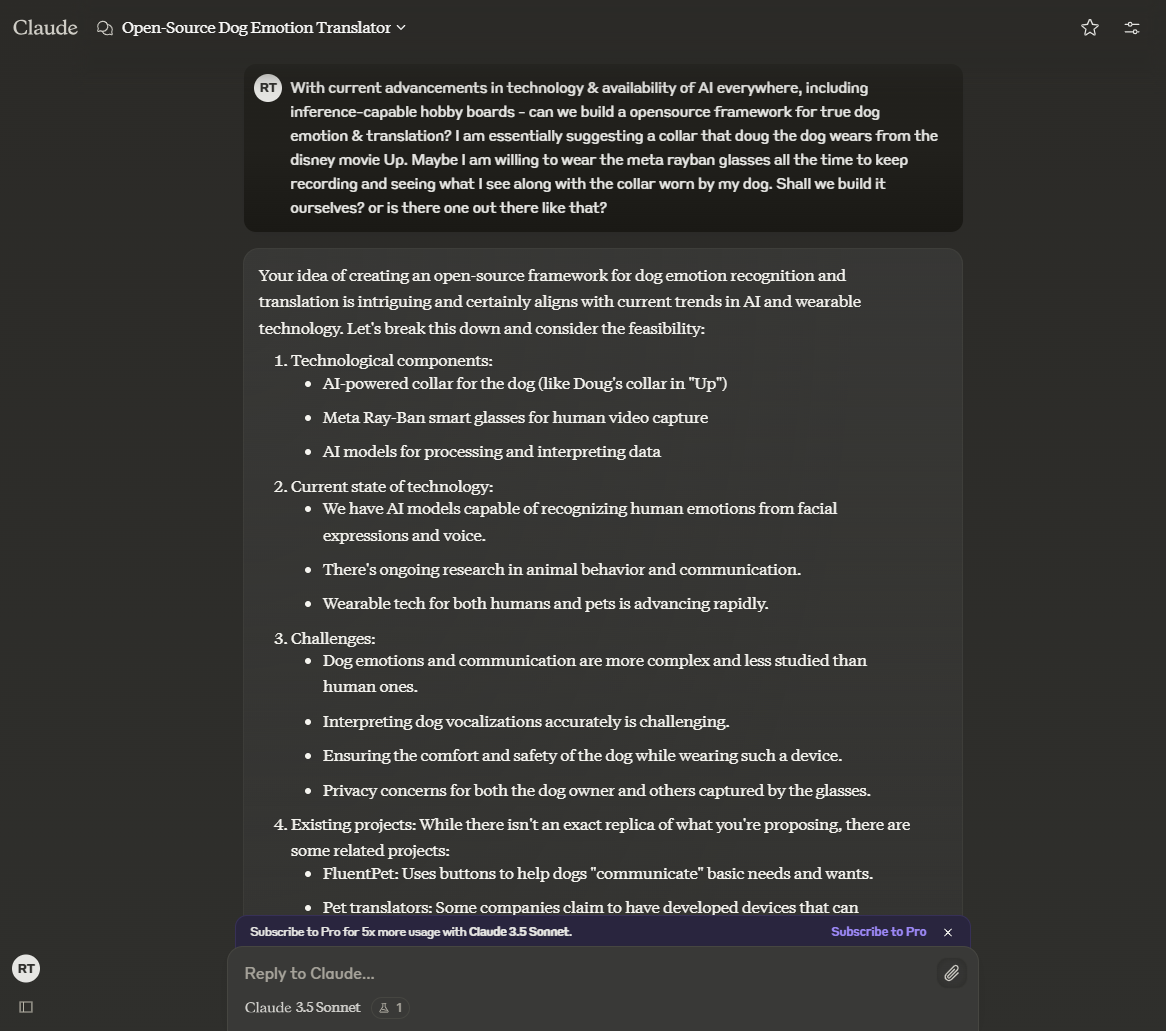 Claude
Open-Source Dog Emotion Translator
RT
With current advancements in technology & availability of AI everywhere, including
inference-capable hobby boards - can we build a opensource framework for true dog
emotion & translation? I am essentially suggesting a collar that doug the dog wears from the
disney movie Up. Maybe I am willing to wear the meta rayban glasses all the time to keep
recording and seeing what I see along with the collar worn by my dog. Shall we build it
ourselves? or is there one out there like that?
Your idea of creating an open-source framework for dog emotion recognition and
translation is intriguing and certainly aligns with current trends in AI and wearable
technology. Let's break this down and consider the feasibility:
1. Technological components:
• AI-powered collar for the dog (like Doug's collar in "Up")
• Meta Ray-Ban smart glasses for human video capture
• AI models for processing and interpreting data
2. Current state of technology:
• We have AI models capable of recognizing human emotions from facial
expressions and voice.
• There's ongoing research in animal behavior and communication.
• Wearable tech for both humans and pets is advancing rapidly.
3. Challenges:
• Dog emotions and communication are more complex and less studied than
human ones.
• Interpreting dog vocalizations accurately is challenging.
• Ensuring the comfort and safety of the dog while wearing such a device.
• Privacy concerns for both the dog owner and others captured by the glasses.
4. Existing projects: While there isn't an exact replica of what you're proposing, there are
some related projects:
• FluentPet: Uses buttons to help dogs "communicate" basic needs and wants.
• Pet translators: Some companies claim to have developed devices that can
Subscribe to Pro for 5x more usage with Claude 3.5 Sonnet.
Subscribe to Pro
RT
Reply to Claude...
Claude 3.5 Sonnet
1